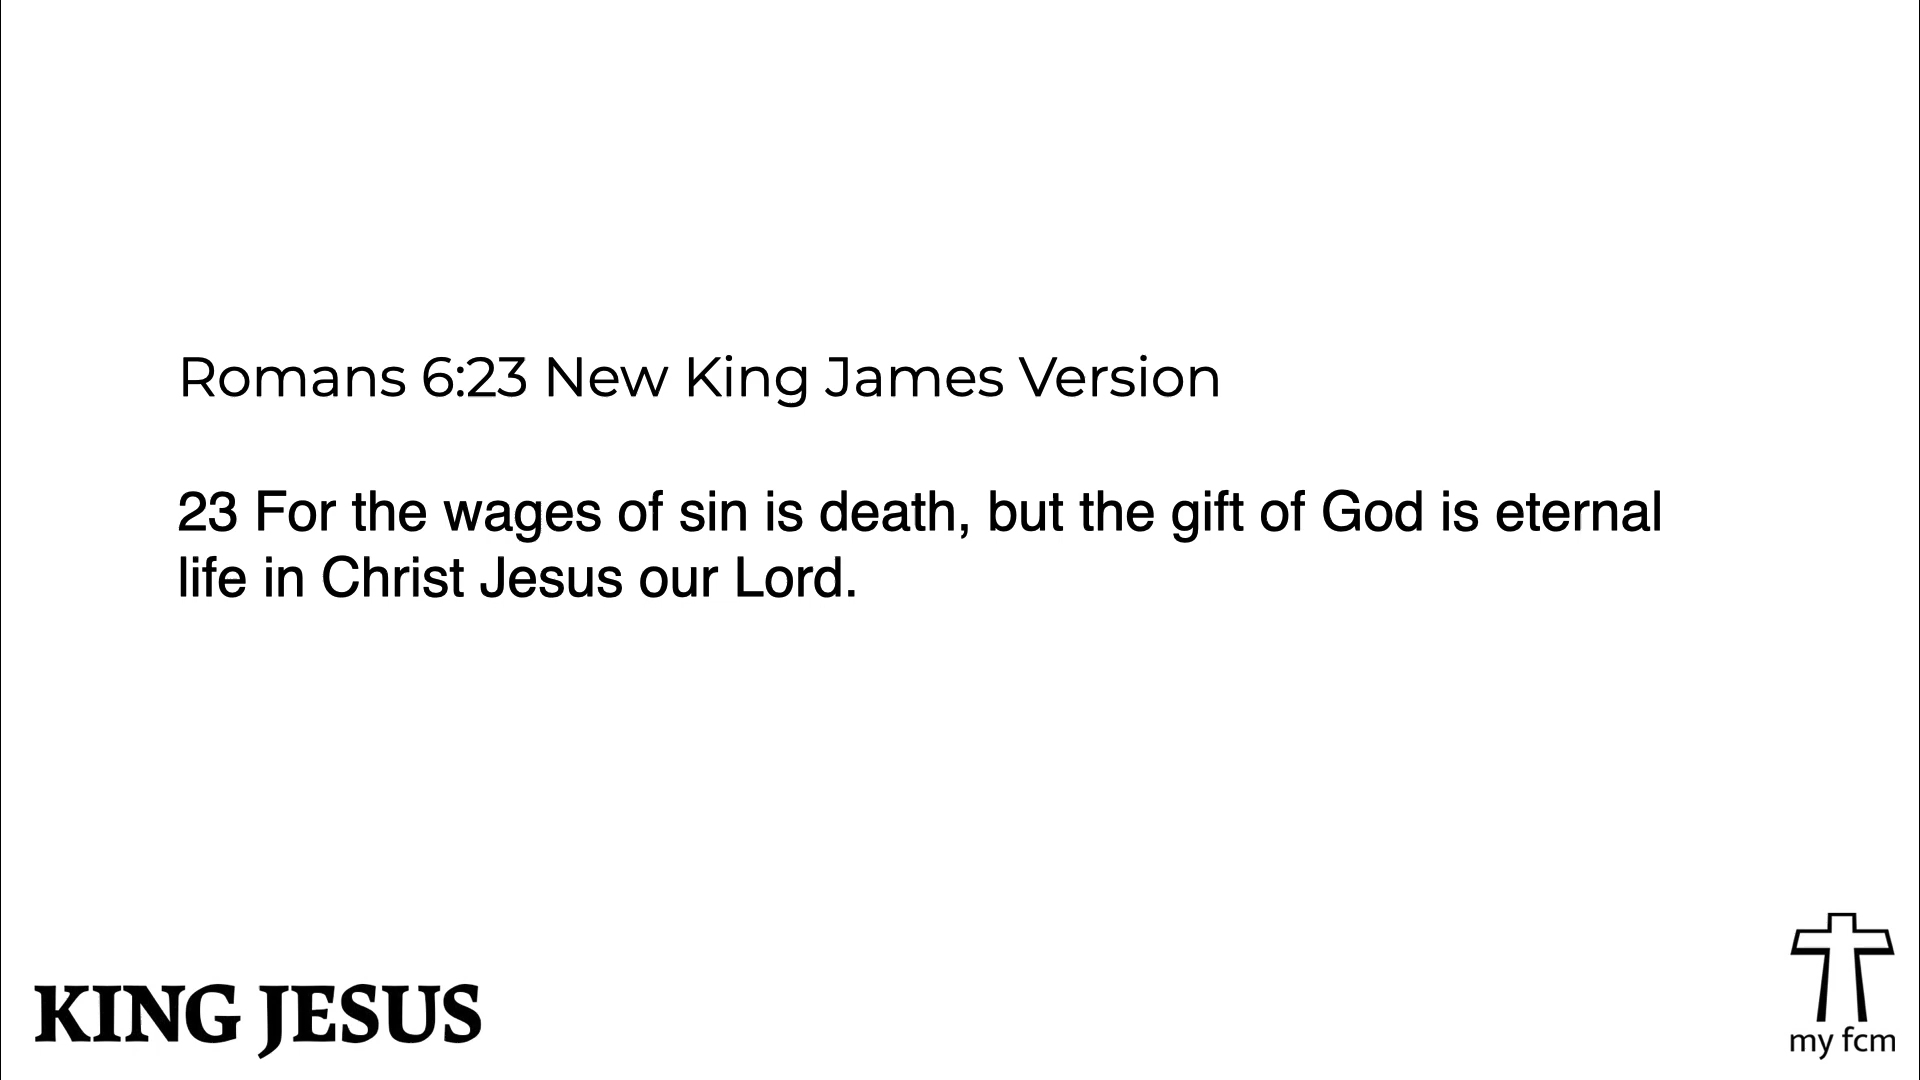 Romans 6:23 New King James Version
23 For the wages of sin is death, but the gift of God is eternal
life in Christ Jesus our Lord.
KING JESUS
my fcm